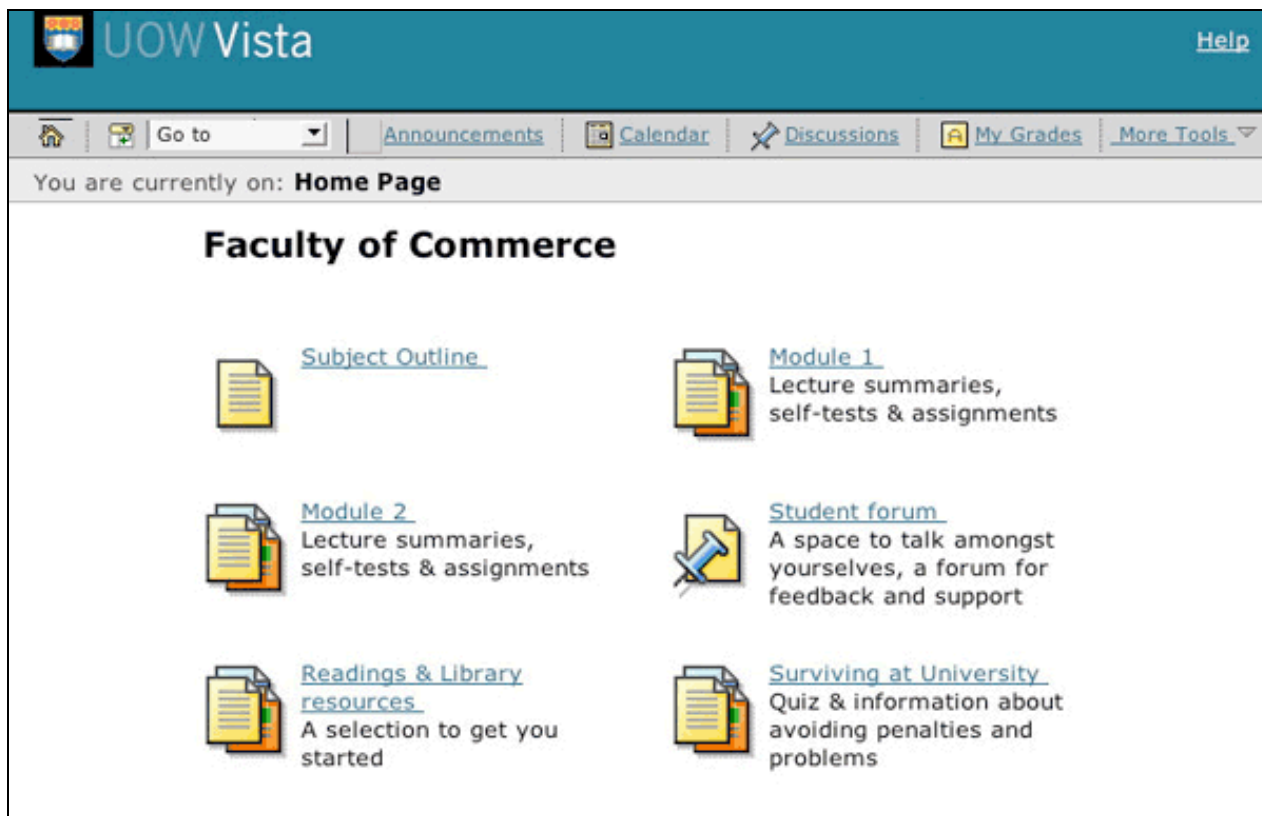 UOW Vista
Help
Go to
Announcements
Calendar
Discussions
A My Grades
More Tools
You are currently on: Home Page
Faculty of Commerce
Subject Outline
Module 1
Lecture summaries,
self-tests & assignments
Module 2
Lecture summaries,
self-tests & assignments
Student forum
A space to talk amongst
yourselves, a forum for
feedback and support
Readings & Library
resources
A selection to get you
started
Surviving at University
Quiz & information about
avoiding penalties and
problems